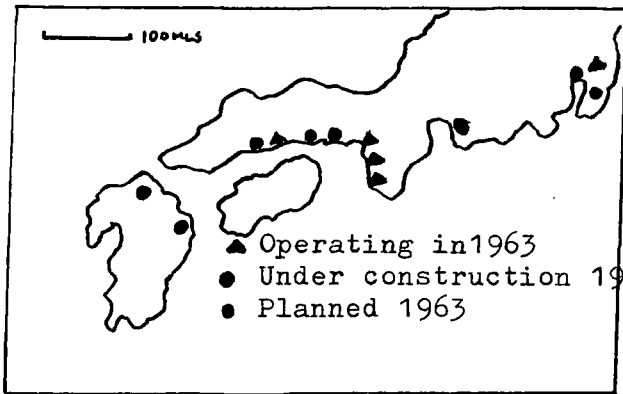 100 MLS
Operating in1963
Under construction 19
Planned 1963